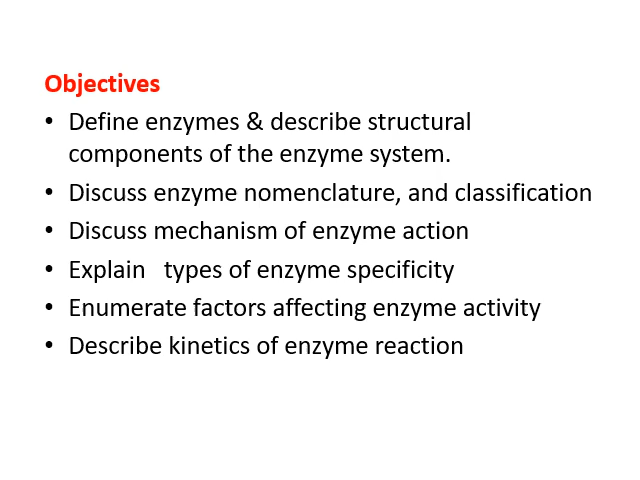 Objectives
• Define enzymes & describe structural
components of the enzyme system.
• Discuss enzyme nomenclature, and classification
• Discuss mechanism of enzyme action
• Explain   types of enzyme specificity
• Enumerate factors affecting enzyme activity
• Describe kinetics of enzyme reaction